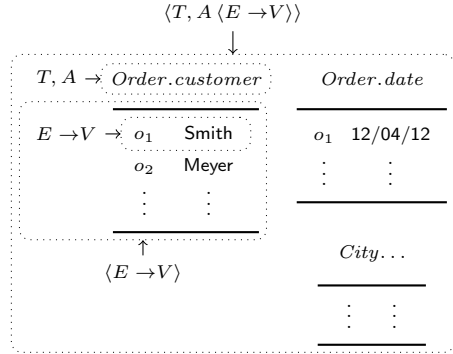 ⟨T, A ⟨E →V⟩⟩
↓
T, A → Order.customer
E →V → o₁ Smith
o₂ Meyer
⋮ ⋮
↑
⟨E →V⟩
Order.date
o₁ 12/04/12
⋮ ⋮
City...
⋮ ⋮